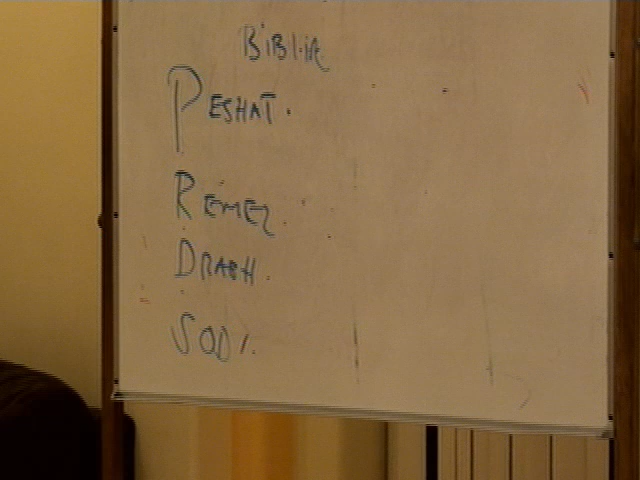 BIBLIA
PESHAT.
REMEZ.
DRASH.
SOD.